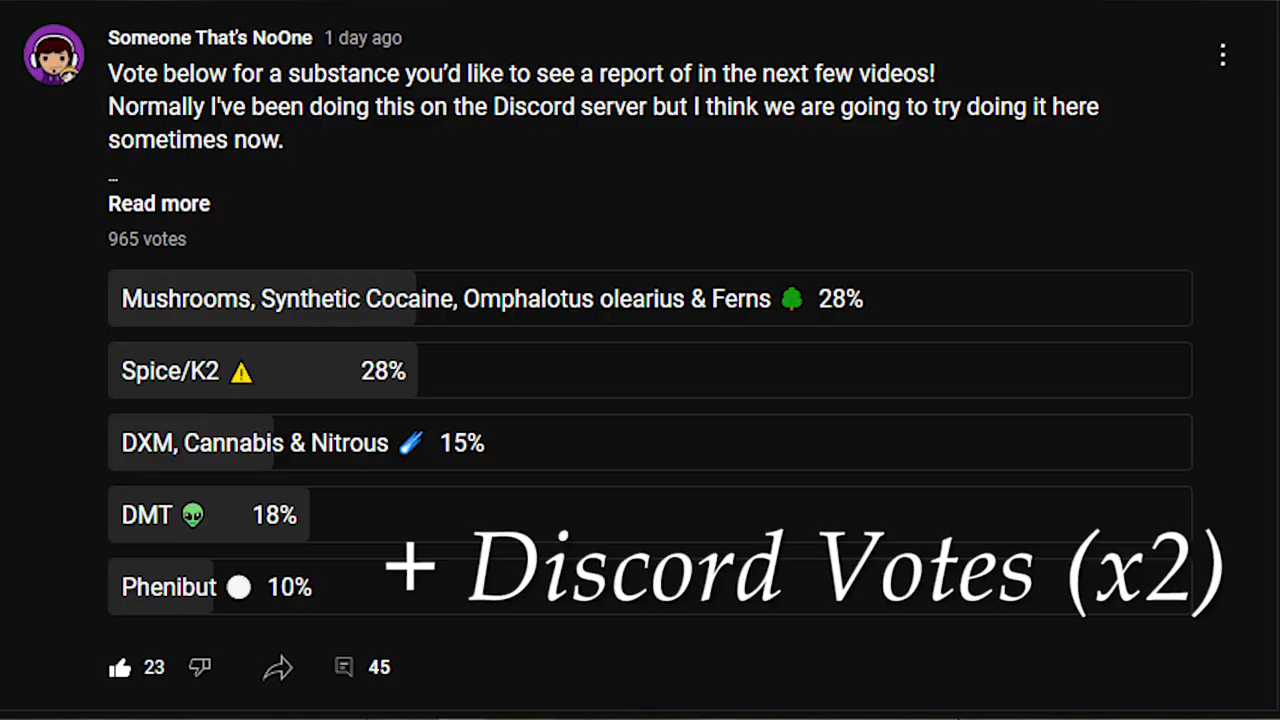 Someone That's NoOne 1 day ago
Vote below for a substance you’d like to see a report of in the next few videos!
Normally I've been doing this on the Discord server but I think we are going to try doing it here
sometimes now.
...
Read more
965 votes
Mushrooms, Synthetic Cocaine, Omphalotus olearius & Ferns 🌳 28%
Spice/K2 ⚠️ 28%
DXM, Cannabis & Nitrous ☄️ 15%
DMT 👽 18%
+ Discord Votes (x2)
Phenibut ⚪ 10%
23 45